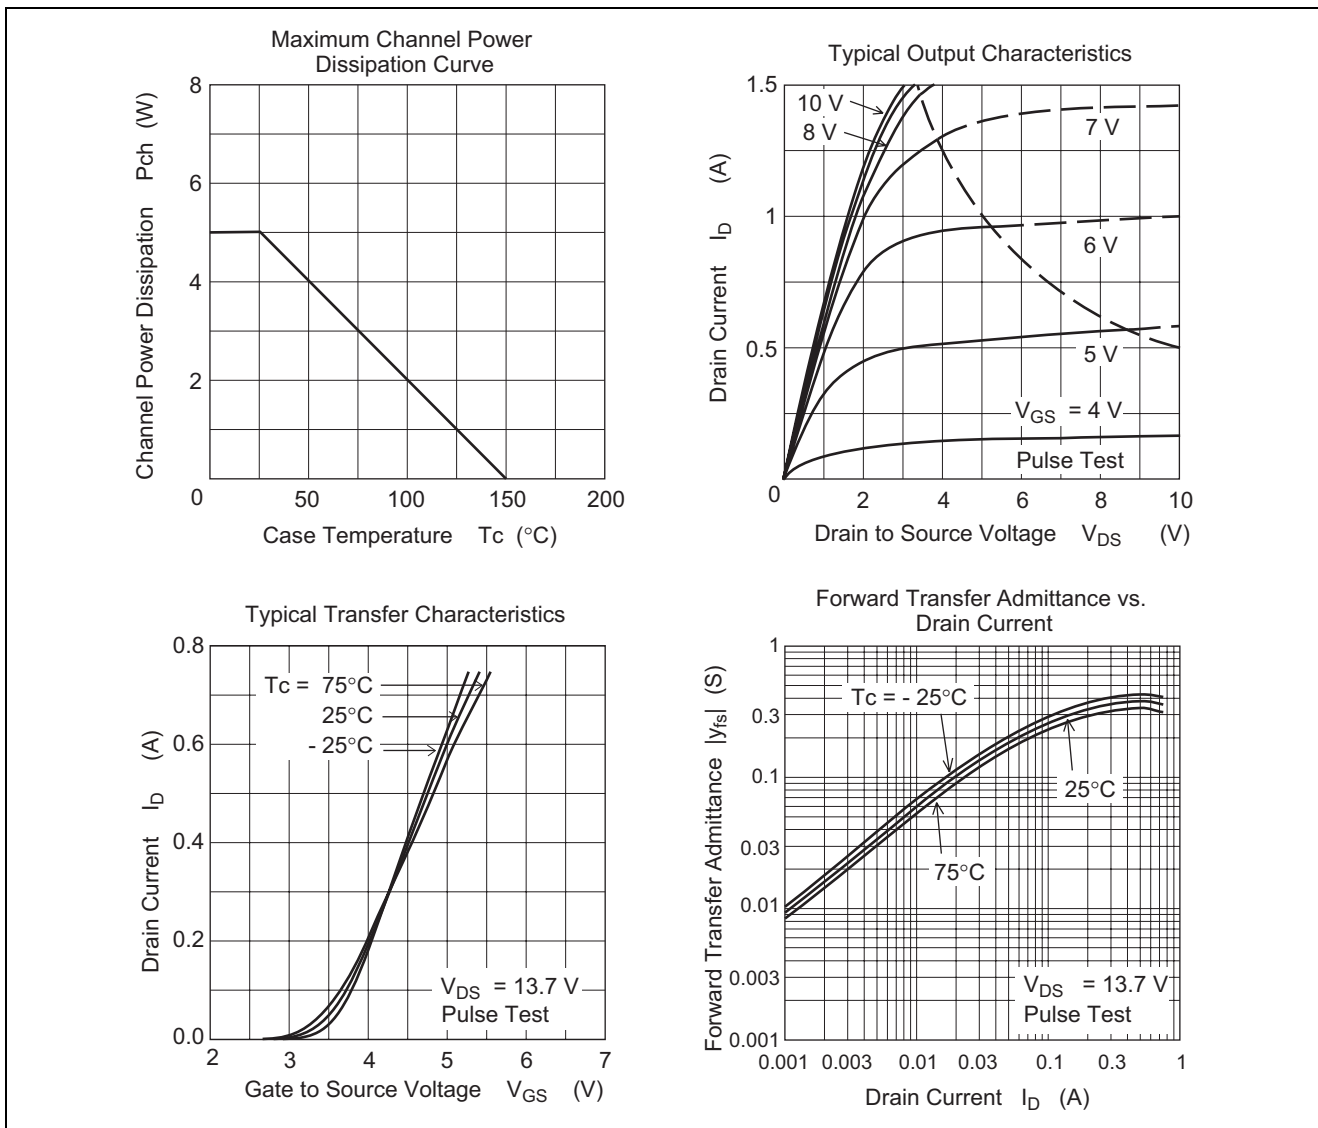 Maximum Channel Power
Dissipation Curve
8
6
4
2
0
50
100
150
200
Channel Power Dissipation Pch (W)
Case Temperature Tc (°C)
Typical Output Characteristics
1.5
1
0.5
0
2
4
6
8
10
10 V
8 V
7 V
6 V
5 V
VGS = 4 V
Pulse Test
Drain Current ID (A)
Drain to Source Voltage VDS (V)
Typical Transfer Characteristics
0.8
0.6
0.4
0.2
0.0
2
3
4
5
6
7
Tc = 75°C
25°C
- 25°C
VDS = 13.7 V
Pulse Test
Drain Current ID (A)
Gate to Source Voltage VGS (V)
Forward Transfer Admittance vs.
Drain Current
1
0.3
0.1
0.03
0.01
0.003
0.001
0.001
0.003
0.01
0.03
0.1
0.3
1
Tc = - 25°C
25°C
75°C
VDS = 13.7 V
Pulse Test
Forward Transfer Admittance |yfs| (S)
Drain Current ID (A)